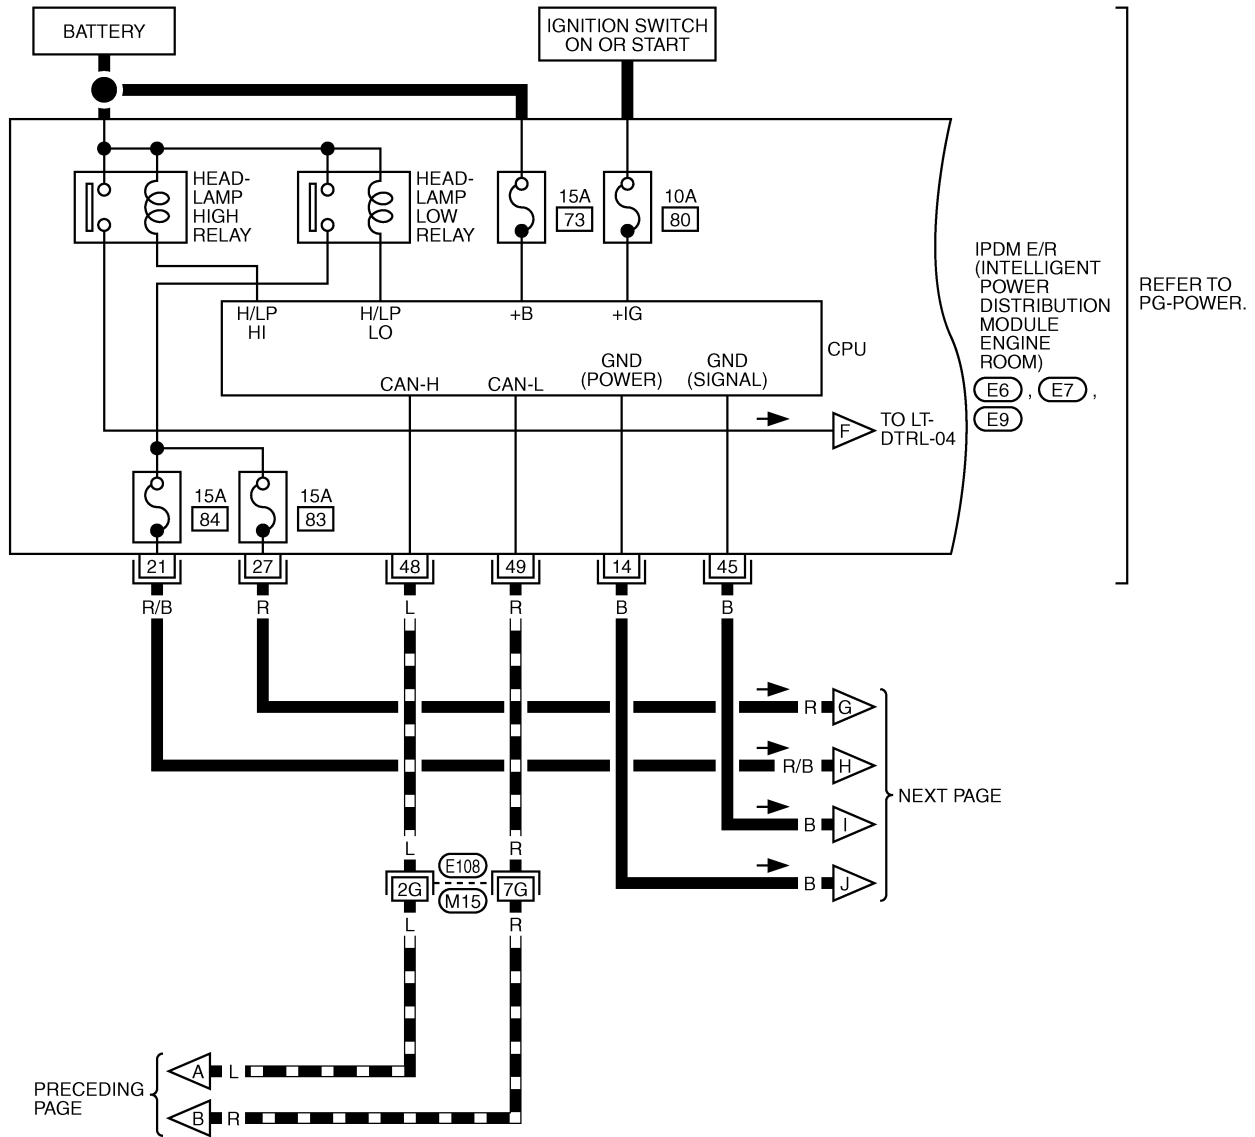 BATTERY
IGNITION SWITCH
ON OR START
HEAD-
LAMP
HIGH
RELAY
HEAD-
LAMP
LOW
RELAY
15A
73
10A
80
IPDM E/R
(INTELLIGENT
POWER
DISTRIBUTION
MODULE
ENGINE
ROOM)
E6 , E7 ,
E9
REFER TO
PG-POWER.
H/LP
HI
H/LP
LO
+B
+IG
CPU
CAN-H
CAN-L
GND
(POWER)
GND
(SIGNAL)
F
TO LT-
DTRL-04
15A
84
15A
83
21
27
48
49
14
45
R/B
R
L
R
B
B
R
G
R/B
H
B
I
B
J
NEXT PAGE
L
R
2G
E108
M15
7G
L
R
PRECEDING
PAGE
A
L
B
R